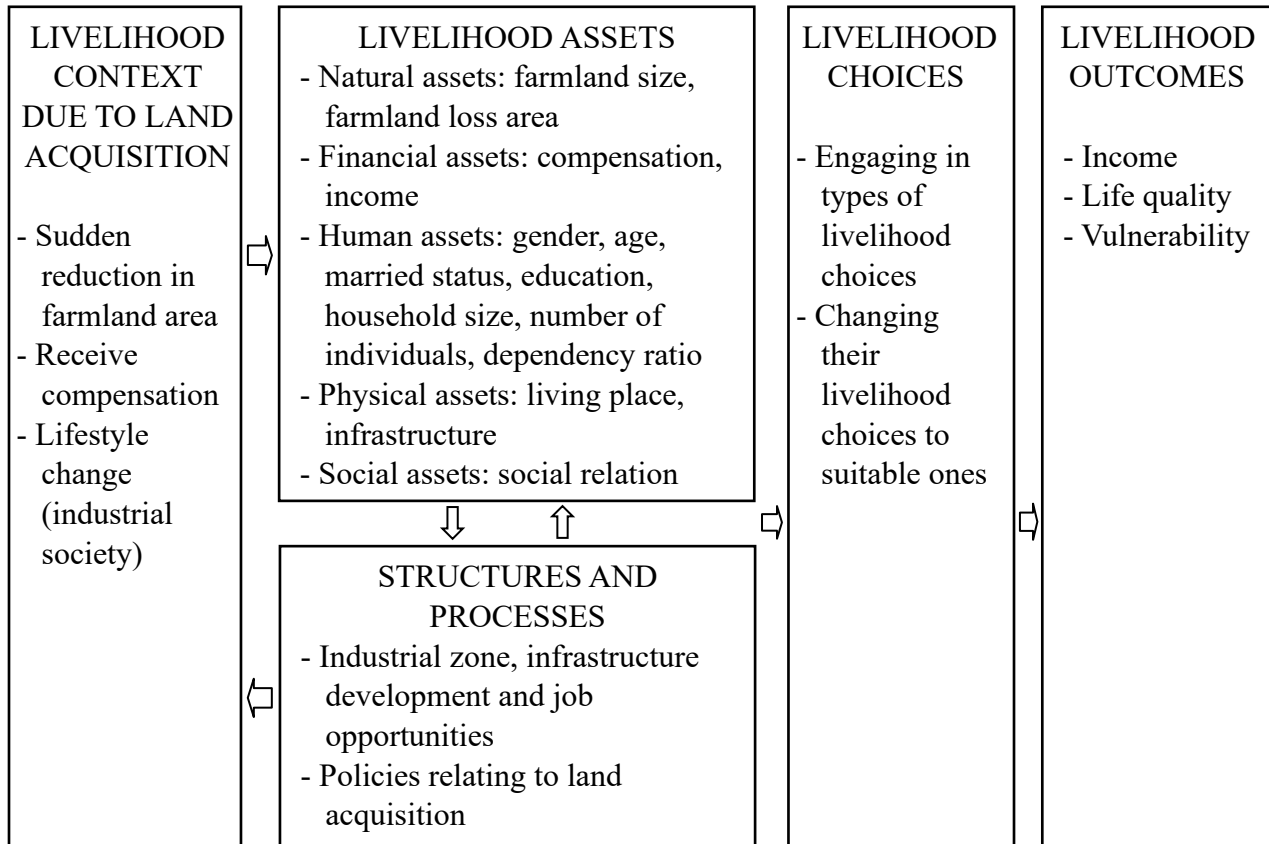 LIVELIHOOD
CONTEXT
DUE TO LAND
ACQUISITION
- Sudden
reduction in
farmland area
- Receive
compensation
- Lifestyle
change
(industrial
society)
LIVELIHOOD ASSETS
- Natural assets: farmland size,
farmland loss area
- Financial assets: compensation,
income
- Human assets: gender, age,
married status, education,
household size, number of
individuals, dependency ratio
- Physical assets: living place,
infrastructure
- Social assets: social relation
STRUCTURES AND
PROCESSES
- Industrial zone, infrastructure
development and job
opportunities
- Policies relating to land
acquisition
LIVELIHOOD
CHOICES
- Engaging in
types of
livelihood
choices
- Changing
their
livelihood
choices to
suitable ones
LIVELIHOOD
OUTCOMES
- Income
- Life quality
- Vulnerability